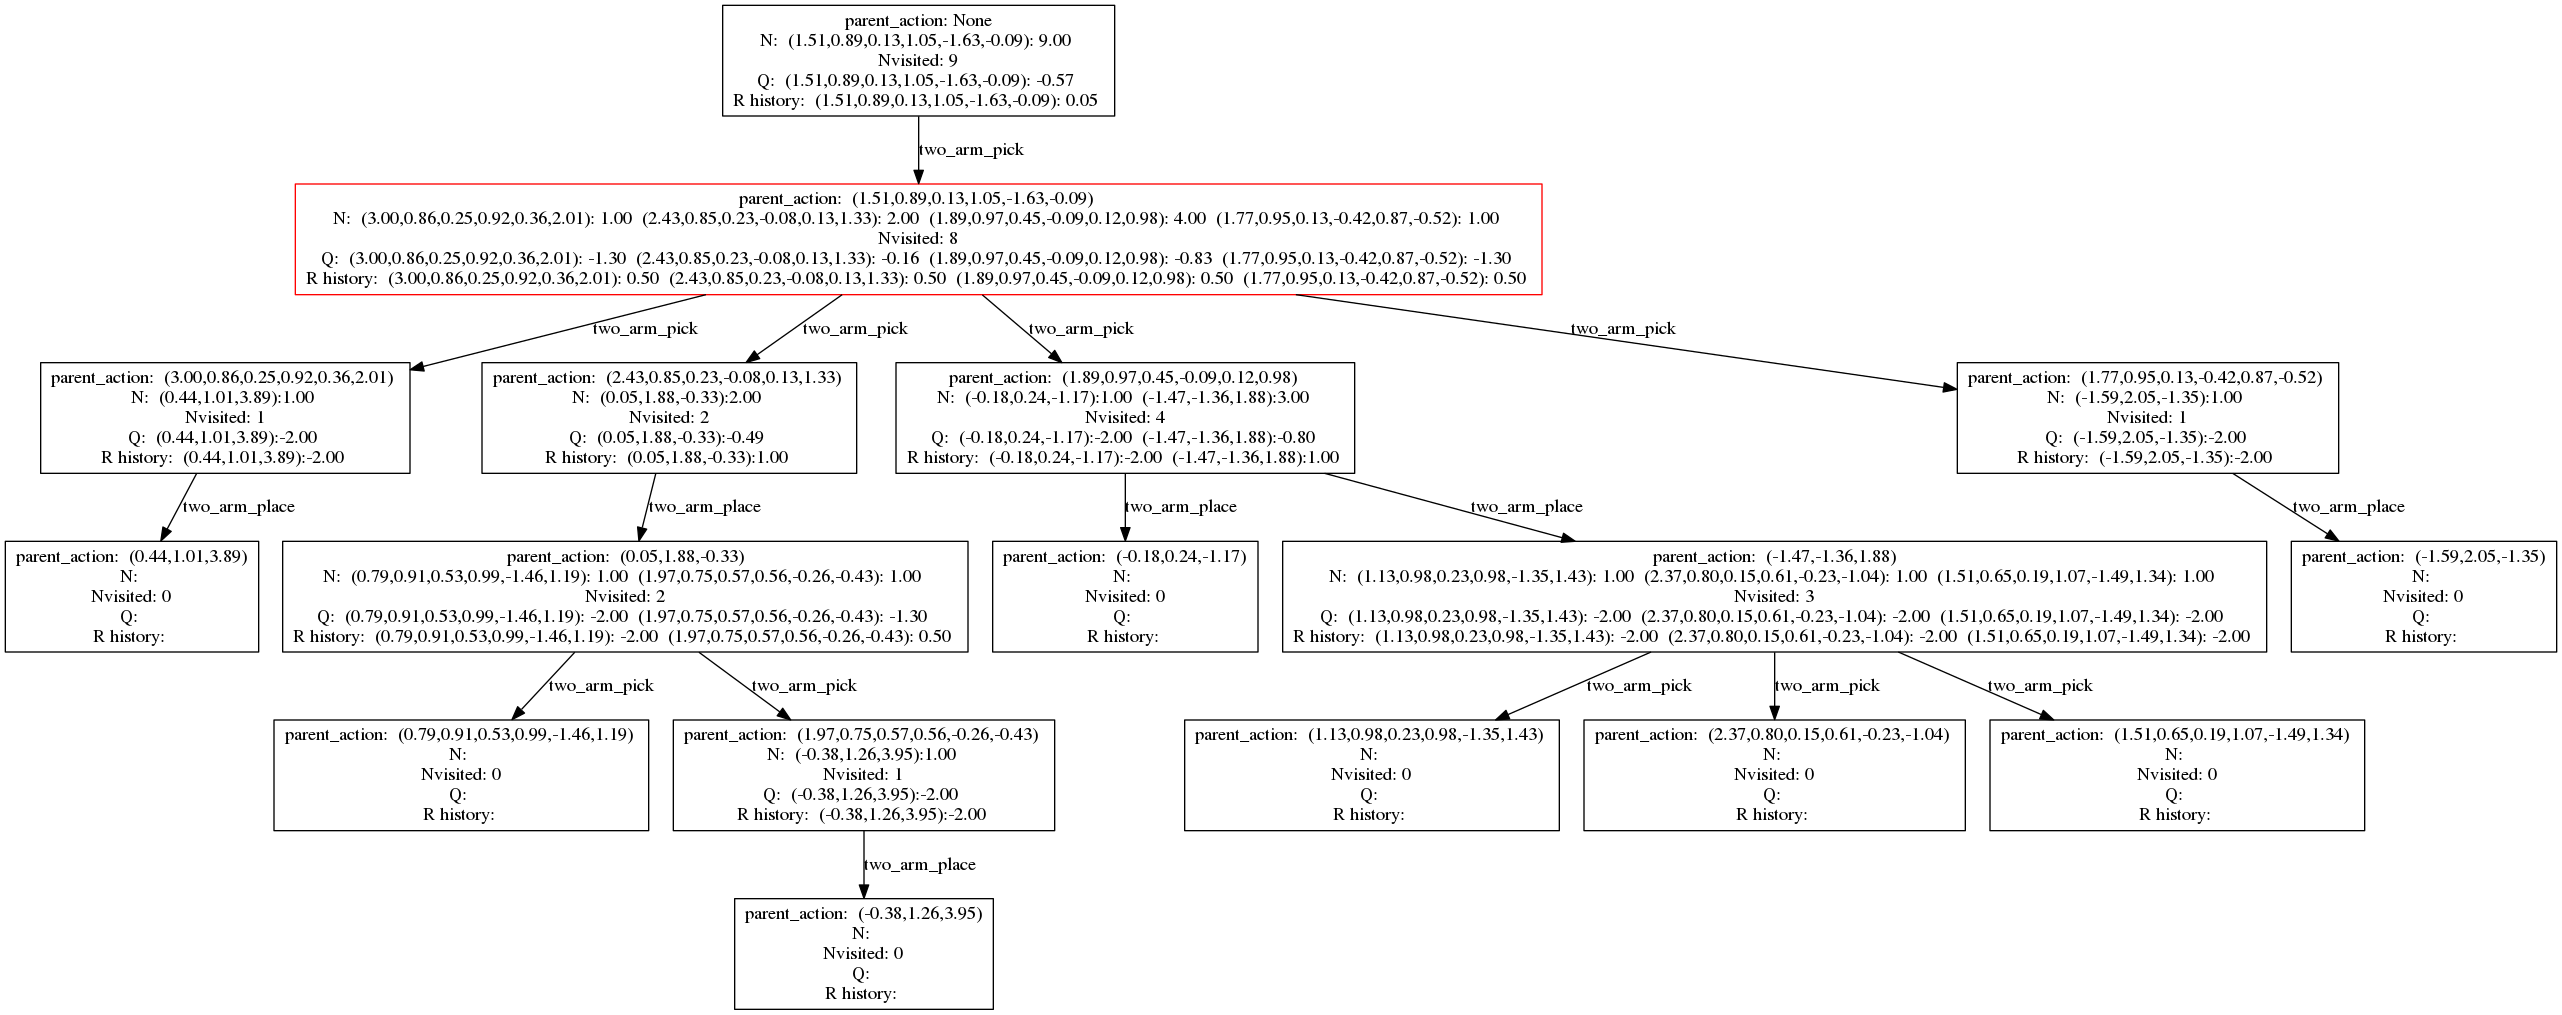 parent_action: None
N: (1.51,0.89,0.13,1.05,-1.63,-0.09): 9.00
Nvisited: 9
Q: (1.51,0.89,0.13,1.05,-1.63,-0.09): -0.57
R history: (1.51,0.89,0.13,1.05,-1.63,-0.09): 0.05
two_arm_pick
parent_action: (1.51,0.89,0.13,1.05,-1.63,-0.09)
N: (3.00,0.86,0.25,0.92,0.36,2.01): 1.00 (2.43,0.85,0.23,-0.08,0.13,1.33): 2.00 (1.89,0.97,0.45,-0.09,0.12,0.98): 4.00 (1.77,0.95,0.13,-0.42,0.87,-0.52): 1.00
Nvisited: 8
Q: (3.00,0.86,0.25,0.92,0.36,2.01): -1.30 (2.43,0.85,0.23,-0.08,0.13,1.33): -0.16 (1.89,0.97,0.45,-0.09,0.12,0.98): -0.83 (1.77,0.95,0.13,-0.42,0.87,-0.52): -1.30
R history: (3.00,0.86,0.25,0.92,0.36,2.01): 0.50 (2.43,0.85,0.23,-0.08,0.13,1.33): 0.50 (1.89,0.97,0.45,-0.09,0.12,0.98): 0.50 (1.77,0.95,0.13,-0.42,0.87,-0.52): 0.50
two_arm_pick
two_arm_pick
two_arm_pick
two_arm_pick
parent_action: (3.00,0.86,0.25,0.92,0.36,2.01)
N: (0.44,1.01,3.89):1.00
Nvisited: 1
Q: (0.44,1.01,3.89):-2.00
R history: (0.44,1.01,3.89):-2.00
parent_action: (2.43,0.85,0.23,-0.08,0.13,1.33)
N: (0.05,1.88,-0.33):2.00
Nvisited: 2
Q: (0.05,1.88,-0.33):-0.49
R history: (0.05,1.88,-0.33):1.00
parent_action: (1.89,0.97,0.45,-0.09,0.12,0.98)
N: (-0.18,0.24,-1.17):1.00 (-1.47,-1.36,1.88):3.00
Nvisited: 4
Q: (-0.18,0.24,-1.17):-2.00 (-1.47,-1.36,1.88):-0.80
R history: (-0.18,0.24,-1.17):-2.00 (-1.47,-1.36,1.88):1.00
parent_action: (1.77,0.95,0.13,-0.42,0.87,-0.52)
N: (-1.59,2.05,-1.35):1.00
Nvisited: 1
Q: (-1.59,2.05,-1.35):-2.00
R history: (-1.59,2.05,-1.35):-2.00
two_arm_place
two_arm_place
two_arm_place
two_arm_place
two_arm_place
parent_action: (0.44,1.01,3.89)
N:
Nvisited: 0
Q:
R history:
parent_action: (0.05,1.88,-0.33)
N: (0.79,0.91,0.53,0.99,-1.46,1.19): 1.00 (1.97,0.75,0.57,0.56,-0.26,-0.43): 1.00
Nvisited: 2
Q: (0.79,0.91,0.53,0.99,-1.46,1.19): -2.00 (1.97,0.75,0.57,0.56,-0.26,-0.43): -1.30
R history: (0.79,0.91,0.53,0.99,-1.46,1.19): -2.00 (1.97,0.75,0.57,0.56,-0.26,-0.43): 0.50
parent_action: (-0.18,0.24,-1.17)
N:
Nvisited: 0
Q:
R history:
parent_action: (-1.47,-1.36,1.88)
N: (1.13,0.98,0.23,0.98,-1.35,1.43): 1.00 (2.37,0.80,0.15,0.61,-0.23,-1.04): 1.00 (1.51,0.65,0.19,1.07,-1.49,1.34): 1.00
Nvisited: 3
Q: (1.13,0.98,0.23,0.98,-1.35,1.43): -2.00 (2.37,0.80,0.15,0.61,-0.23,-1.04): -2.00 (1.51,0.65,0.19,1.07,-1.49,1.34): -2.00
R history: (1.13,0.98,0.23,0.98,-1.35,1.43): -2.00 (2.37,0.80,0.15,0.61,-0.23,-1.04): -2.00 (1.51,0.65,0.19,1.07,-1.49,1.34): -2.00
parent_action: (-1.59,2.05,-1.35)
N:
Nvisited: 0
Q:
R history:
two_arm_pick
two_arm_pick
two_arm_pick
two_arm_pick
two_arm_pick
parent_action: (0.79,0.91,0.53,0.99,-1.46,1.19)
N:
Nvisited: 0
Q:
R history:
parent_action: (1.97,0.75,0.57,0.56,-0.26,-0.43)
N: (-0.38,1.26,3.95):1.00
Nvisited: 1
Q: (-0.38,1.26,3.95):-2.00
R history: (-0.38,1.26,3.95):-2.00
parent_action: (1.13,0.98,0.23,0.98,-1.35,1.43)
N:
Nvisited: 0
Q:
R history:
parent_action: (2.37,0.80,0.15,0.61,-0.23,-1.04)
N:
Nvisited: 0
Q:
R history:
parent_action: (1.51,0.65,0.19,1.07,-1.49,1.34)
N:
Nvisited: 0
Q:
R history:
two_arm_place
parent_action: (-0.38,1.26,3.95)
N:
Nvisited: 0
Q:
R history: